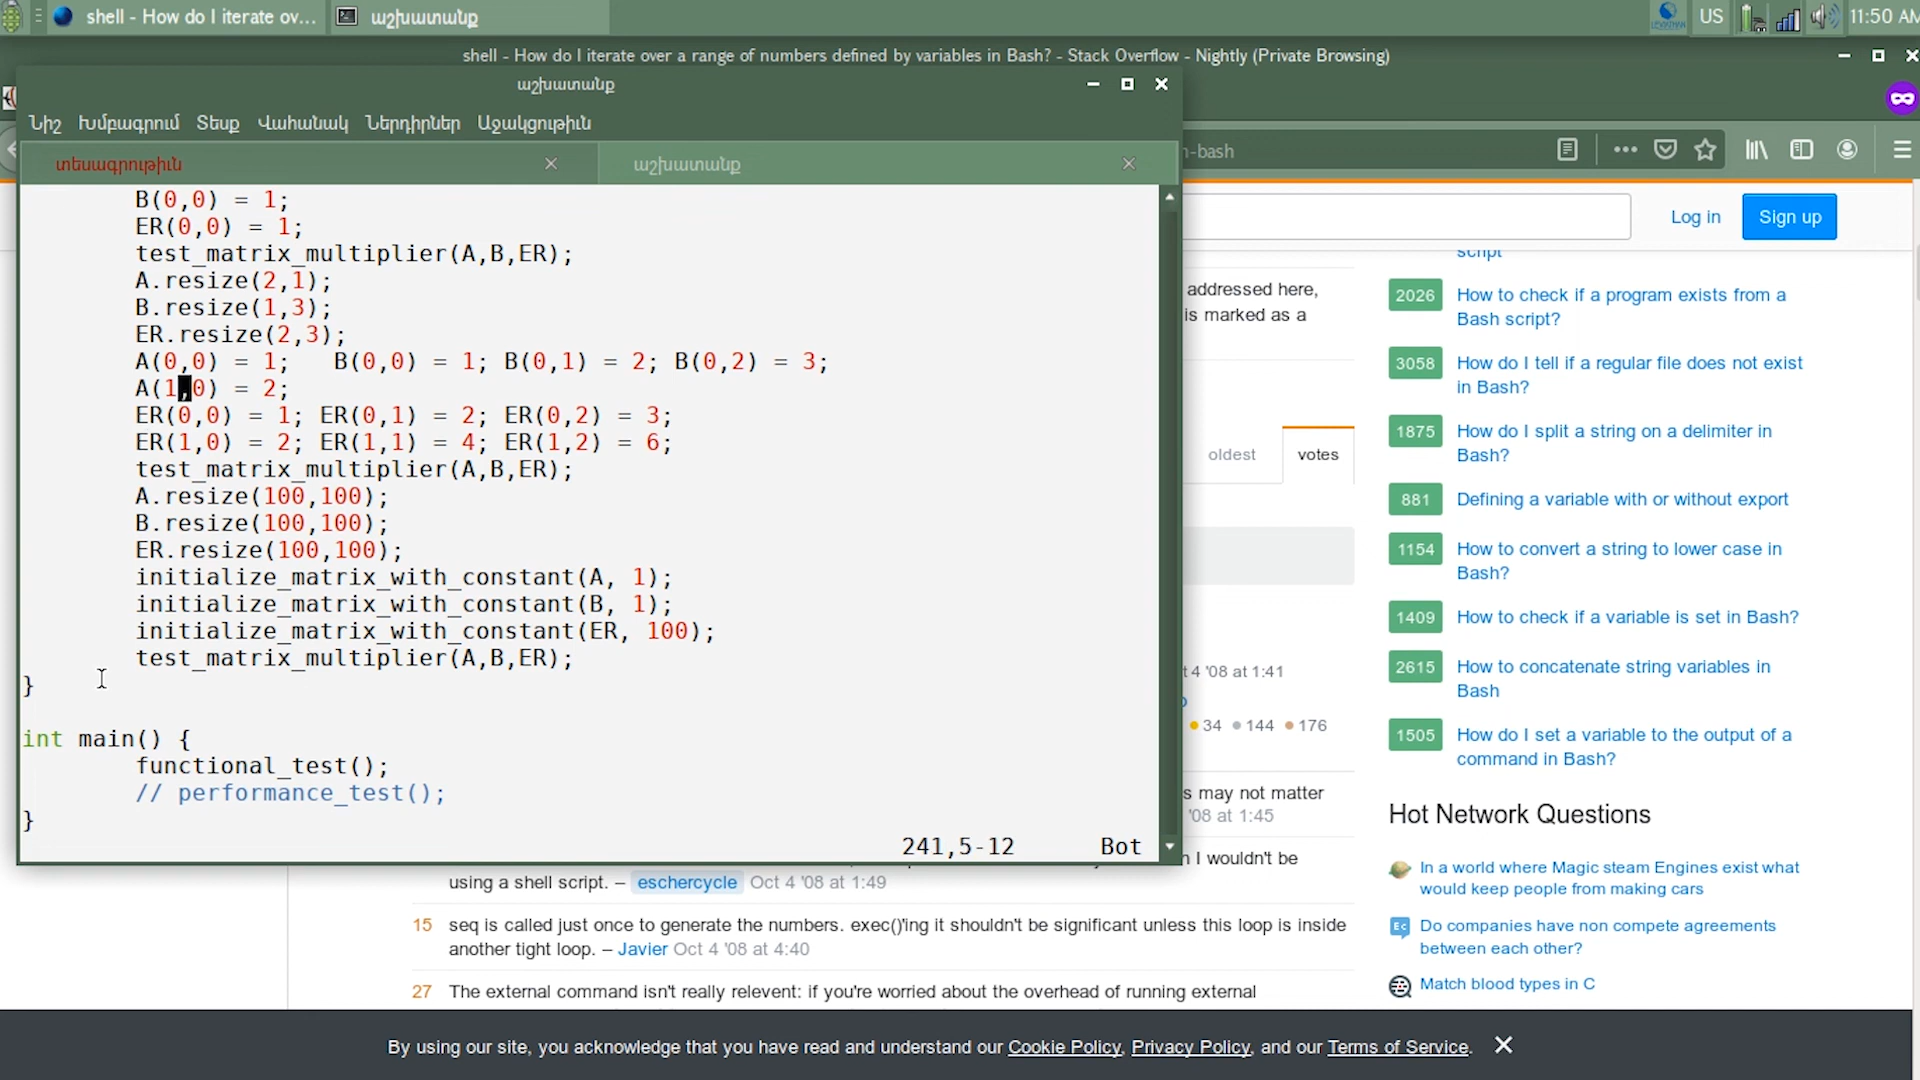 shell - How do I iterate ov...
աշխատանք
US
11:50 AM
shell - How do I iterate over a range of numbers defined by variables in Bash? - Stack Overflow - Nightly (Private Browsing)
աշխատանք
Նիշ Խմբագրում Տեսք Վահանակ Ներդիրներ Աջակցութիւն
տեսագրութիւն
աշխատանք
n-bash
B(0,0) = 1;
ER(0,0) = 1;
test_matrix_multiplier(A,B,ER);
A.resize(2,1);
B.resize(1,3);
ER.resize(2,3);
A(0,0) = 1; B(0,0) = 1; B(0,1) = 2; B(0,2) = 3;
A(1,0) = 2;
ER(0,0) = 1; ER(0,1) = 2; ER(0,2) = 3;
ER(1,0) = 2; ER(1,1) = 4; ER(1,2) = 6;
test_matrix_multiplier(A,B,ER);
A.resize(100,100);
B.resize(100,100);
ER.resize(100,100);
initialize_matrix_with_constant(A, 1);
initialize_matrix_with_constant(B, 1);
initialize_matrix_with_constant(ER, 100);
test_matrix_multiplier(A,B,ER);
}
int main() {
functional_test();
// performance_test();
}
241,5-12 Bot
Log in
Sign up
addressed here,
is marked as a
oldest votes
t 4 '08 at 1:41
34 144 176
s may not matter
'08 at 1:45
I wouldn't be
using a shell script. – eschercycle Oct 4 '08 at 1:49
15 seq is called just once to generate the numbers. exec()'ing it shouldn't be significant unless this loop is inside
another tight loop. – Javier Oct 4 '08 at 4:40
27 The external command isn't really relevent: if you're worried about the overhead of running external
script
2026 How to check if a program exists from a
Bash script?
3058 How do I tell if a regular file does not exist
in Bash?
1875 How do I split a string on a delimiter in
Bash?
881 Defining a variable with or without export
1154 How to convert a string to lower case in
Bash?
1409 How to check if a variable is set in Bash?
2615 How to concatenate string variables in
Bash
1505 How do I set a variable to the output of a
command in Bash?
Hot Network Questions
In a world where Magic steam Engines exist what
would keep people from making cars
Ec Do companies have non compete agreements
between each other?
Match blood types in C
By using our site, you acknowledge that you have read and understand our Cookie Policy, Privacy Policy, and our Terms of Service.